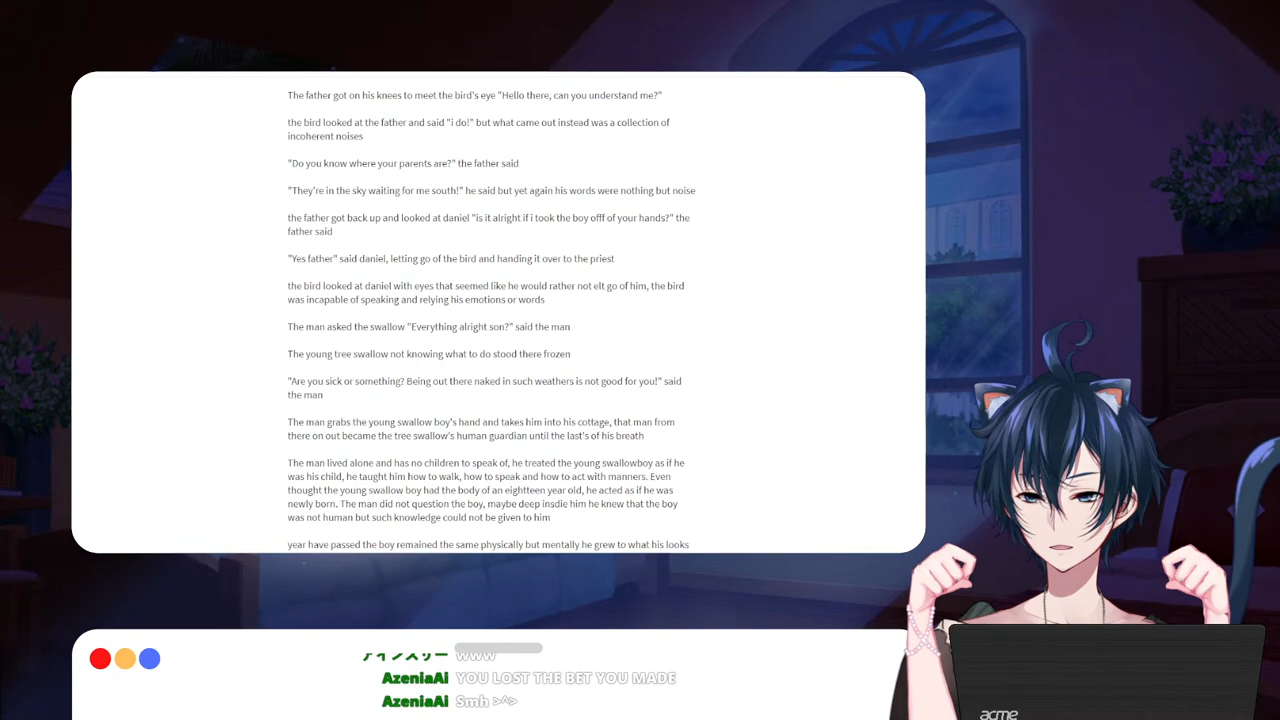 The father got on his knees to meet the bird's eye "Hello there, can you understand me?"
the bird looked at the father and said "i do!" but what came out instead was a collection of
incoherent noises
"Do you know where your parents are?" the father said
"They're in the sky waiting for me south!" he said but yet again his words were nothing but noise
the father got back up and looked at daniel "is it alright if i took the boy offf of your hands?" the
father said
"Yes father" said daniel, letting go of the bird and handing it over to the priest
the bird looked at daniel with eyes that seemed like he would rather not elt go of him, the bird
was incapable of speaking and relying his emotions or words
The man asked the swallow "Everything alright son?" said the man
The young tree swallow not knowing what to do stood there frozen
"Are you sick or something? Being out there naked in such weathers is not good for you!" said
the man
The man grabs the young swallow boy's hand and takes him into his cottage, that man from
there on out became the tree swallow's human guardian until the last's of his breath
The man lived alone and has no children to speak of, he treated the young swallowboy as if he
was his child, he taught him how to walk, how to speak and how to act with manners. Even
thought the young swallow boy had the body of an eightteen year old, he acted as if he was
newly born. The man did not question the boy, maybe deep insdie him he knew that the boy
was not human but such knowledge could not be given to him
year have passed the boy remained the same physically but mentally he grew to what his looks
アインスリー www
AzeniaAi YOU LOST THE BET YOU MADE
AzeniaAi Smh >^>
acme